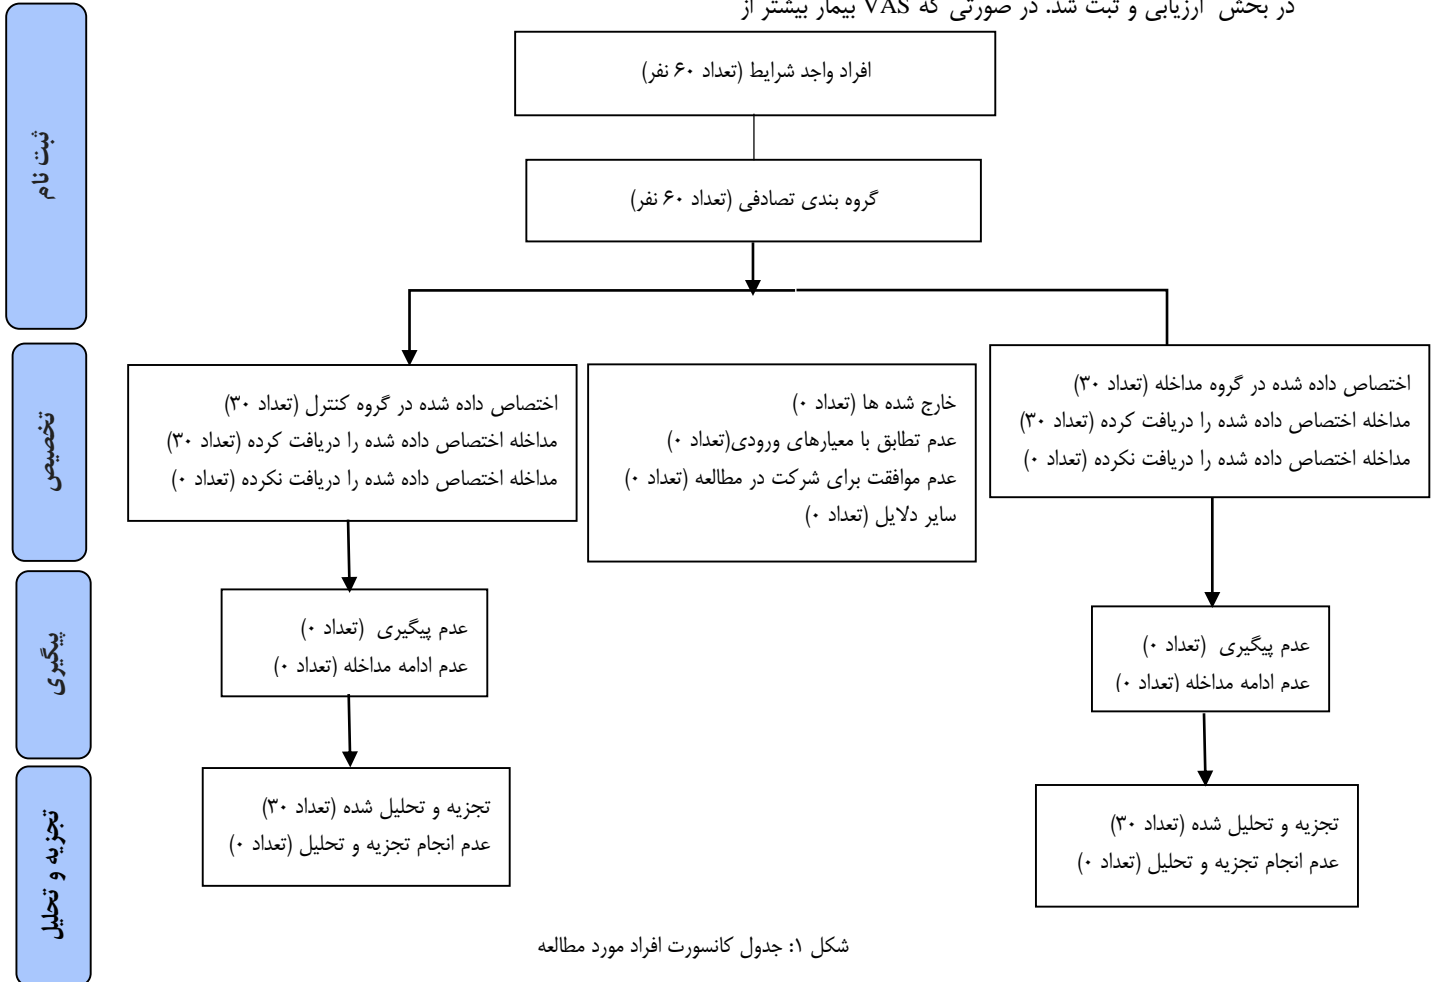 در بخش ارزیابی و ثبت شد. در صورتی که VAS بیمار بیشتر از
افراد واجد شرایط (تعداد ۶۰ نفر)
ثبت نام
گروه بندی تصادفی (تعداد ۶۰ نفر)
اختصاص داده شده در گروه مداخله (تعداد ۳۰)
مداخله اختصاص داده شده را دریافت کرده (تعداد ۳۰)
مداخله اختصاص داده شده را دریافت نکرده (تعداد ۰)
خارج شده ها (تعداد ۰)
عدم تطابق با معیارهای ورودی(تعداد ۰)
عدم موافقت برای شرکت در مطالعه (تعداد ۰)
سایر دلایل (تعداد ۰)
اختصاص داده شده در گروه کنترل (تعداد ۳۰)
مداخله اختصاص داده شده را دریافت کرده (تعداد ۳۰)
مداخله اختصاص داده شده را دریافت نکرده (تعداد ۰)
تخصیص
عدم پیگیری (تعداد ۰)
عدم ادامه مداخله (تعداد ۰)
عدم پیگیری (تعداد ۰)
عدم ادامه مداخله (تعداد ۰)
پیگیری
تجزیه و تحلیل شده (تعداد ۳۰)
عدم انجام تجزیه و تحلیل (تعداد ۰)
تجزیه و تحلیل شده (تعداد ۳۰)
عدم انجام تجزیه و تحلیل (تعداد ۰)
تجزیه و تحلیل
شکل ۱: جدول کانسورت افراد مورد مطالعه